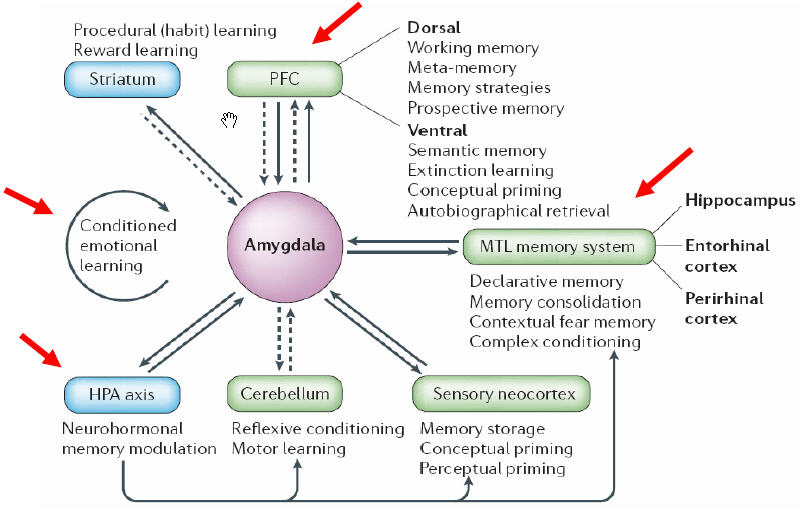 Procedural (habit) learning
Reward learning
Striatum
PFC
Dorsal
Working memory
Meta-memory
Memory strategies
Prospective memory
Ventral
Semantic memory
Extinction learning
Conceptual priming
Autobiographical retrieval
Conditioned
emotional
learning
Amygdala
MTL memory system
Hippocampus
Entorhinal
cortex
Perirhinal
cortex
Declarative memory
Memory consolidation
Contextual fear memory
Complex conditioning
HPA axis
Neurohormonal
memory modulation
Cerebellum
Reflexive conditioning
Motor learning
Sensory neocortex
Memory storage
Conceptual priming
Perceptual priming